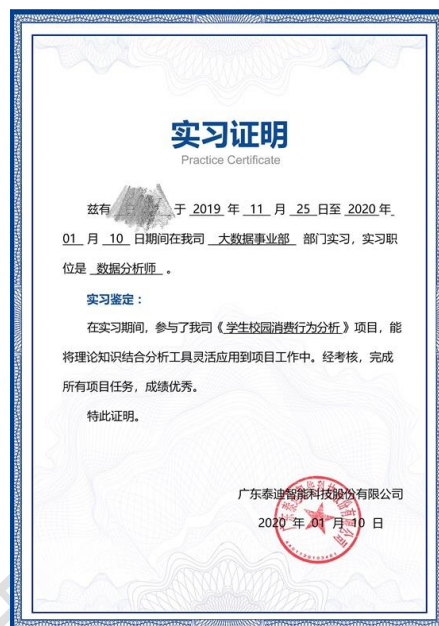 实习证明
Practice Certificate
兹有 于 2019 年 11 月 25 日至 2020 年
01 月 10 日期间在我司 大数据事业部 部门实习，实习职
位是 数据分析师 。
实习鉴定：
在实习期间，参与了我司《 学生校园消费行为分析 》项目，能
将理论知识结合分析工具灵活应用到项目工作中。经考核，完成
所有项目任务，成绩优秀。
特此证明。
广东泰迪智能科技股份有限公司
2020 年 01 月 10 日